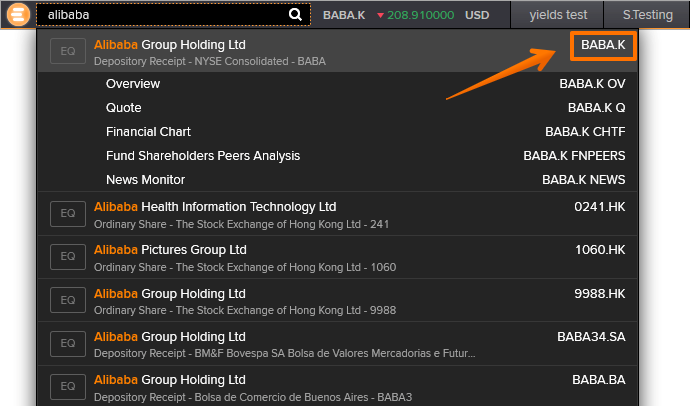 alibaba BABA.K 208.910000 USD yields test S.Testing
EQ Alibaba Group Holding Ltd BABA.K
Depository Receipt - NYSE Consolidated - BABA
Overview BABA.K OV
Quote BABA.K Q
Financial Chart BABA.K CHTF
Fund Shareholders Peers Analysis BABA.K FNPEERS
News Monitor BABA.K NEWS
EQ Alibaba Health Information Technology Ltd 0241.HK
Ordinary Share - The Stock Exchange of Hong Kong Ltd - 241
EQ Alibaba Pictures Group Ltd 1060.HK
Ordinary Share - The Stock Exchange of Hong Kong Ltd - 1060
EQ Alibaba Group Holding Ltd 9988.HK
Ordinary Share - The Stock Exchange of Hong Kong Ltd - 9988
EQ Alibaba Group Holding Ltd BABA34.SA
Depository Receipt - BM&F Bovespa SA Bolsa de Valores Mercadorias e Futur...
EQ Alibaba Group Holding Ltd BABA.BA
Depository Receipt - Bolsa de Comercio de Buenos Aires - BABA3